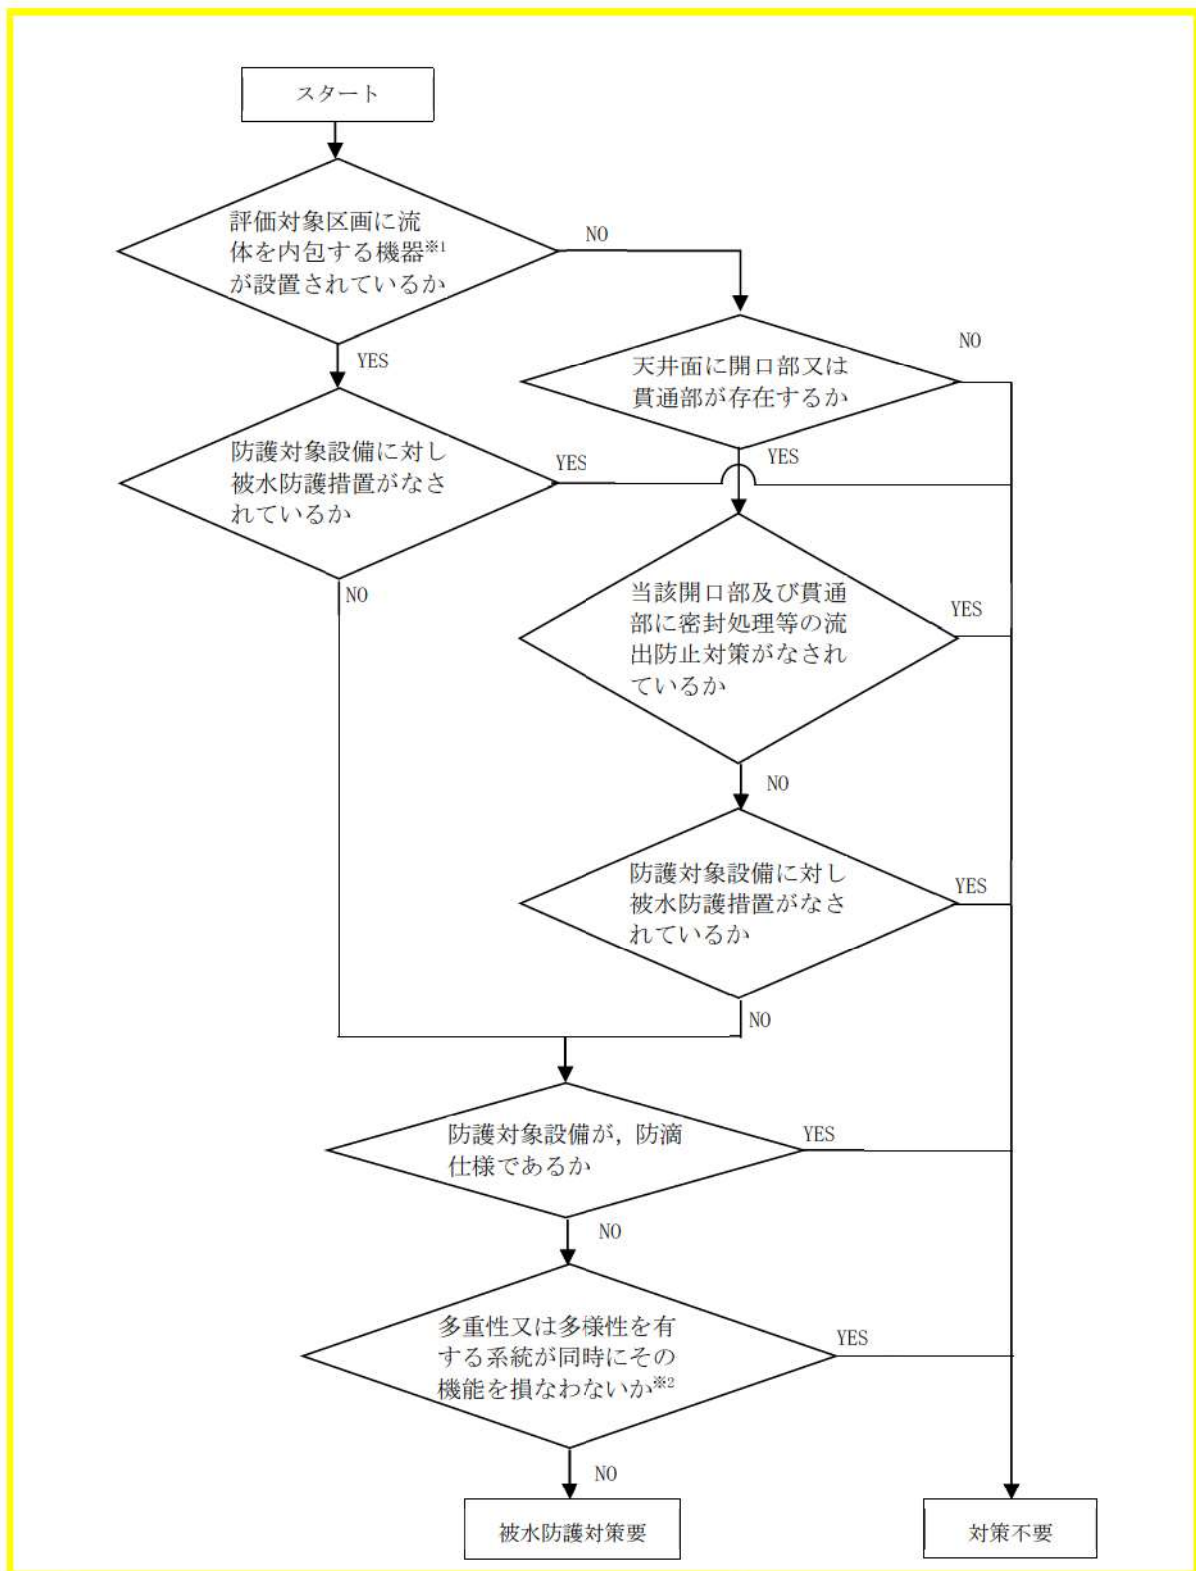 スタート
評価対象区画に流
体を内包する機器※1
が設置されているか
NO
YES
天井面に開口部又は
貫通部が存在するか
NO
YES
防護対象設備に対し
被水防護措置がなさ
れているか
YES
NO
当該開口部及び貫通
部に密封処理等の流
出防止対策がなされ
ているか
YES
NO
防護対象設備に対し
被水防護措置がなさ
れているか
YES
NO
防護対象設備が，防滴
仕様であるか
YES
NO
多重性又は多様性を有
する系統が同時にその
機能を損なわないか※2
YES
NO
被水防護対策要
対策不要